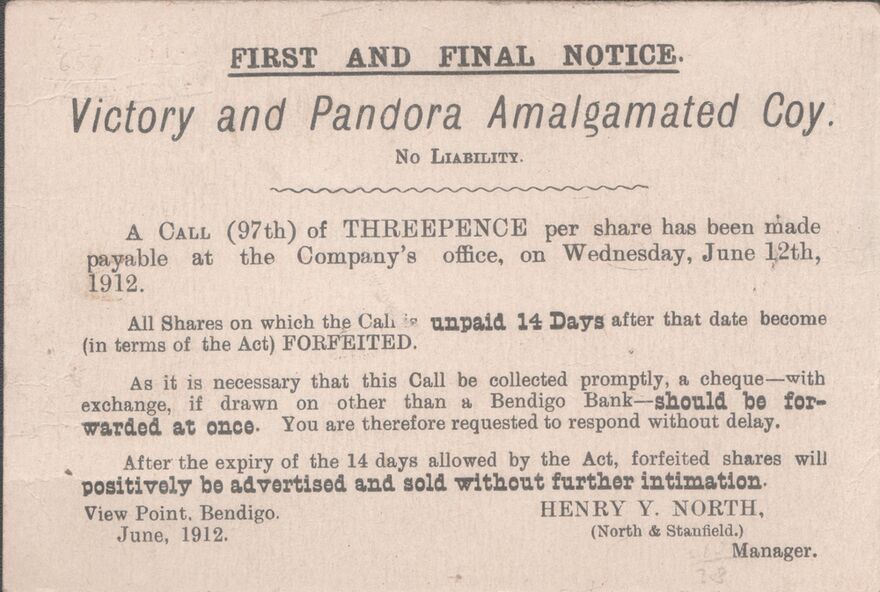 FIRST AND FINAL NOTICE.
Victory and Pandora Amalgamated Coy.
No Liability.
A Call (97th) of THREEPENCE per share has been made
payable at the Company's office, on Wednesday, June 12th,
1912.
All Shares on which the Call is unpaid 14 Days after that date become
(in terms of the Act) FORFEITED.
As it is necessary that this Call be collected promptly, a cheque—with
exchange, if drawn on other than a Bendigo Bank—should be for-
warded at once. You are therefore requested to respond without delay.
After the expiry of the 14 days allowed by the Act, forfeited shares will
positively be advertised and sold without further intimation.
View Point, Bendigo.
June, 1912.
HENRY Y. NORTH,
(North & Stanfield.)
Manager.